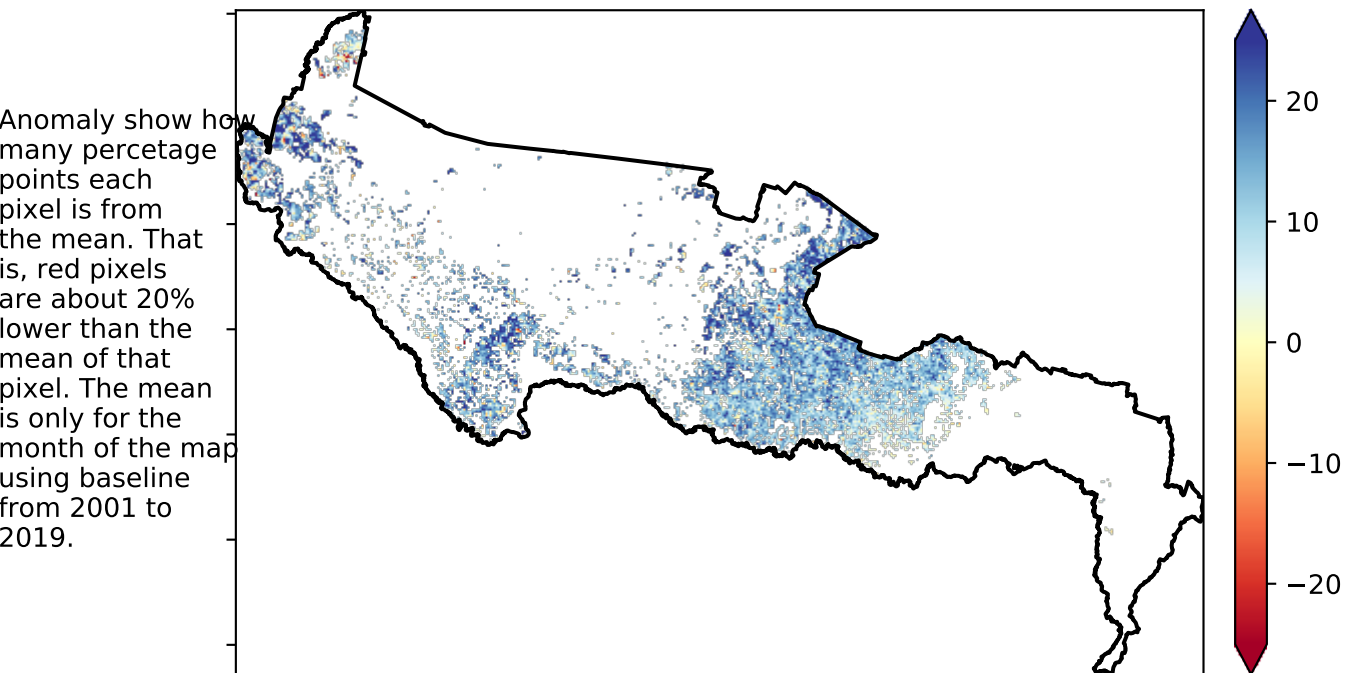 Anomaly show how
many percetage
points each
pixel is from
the mean. That
is, red pixels
are about 20%
lower than the
mean of that
pixel. The mean
is only for the
month of the map
using baseline
from 2001 to
2019.
20
10
0
−10
−20